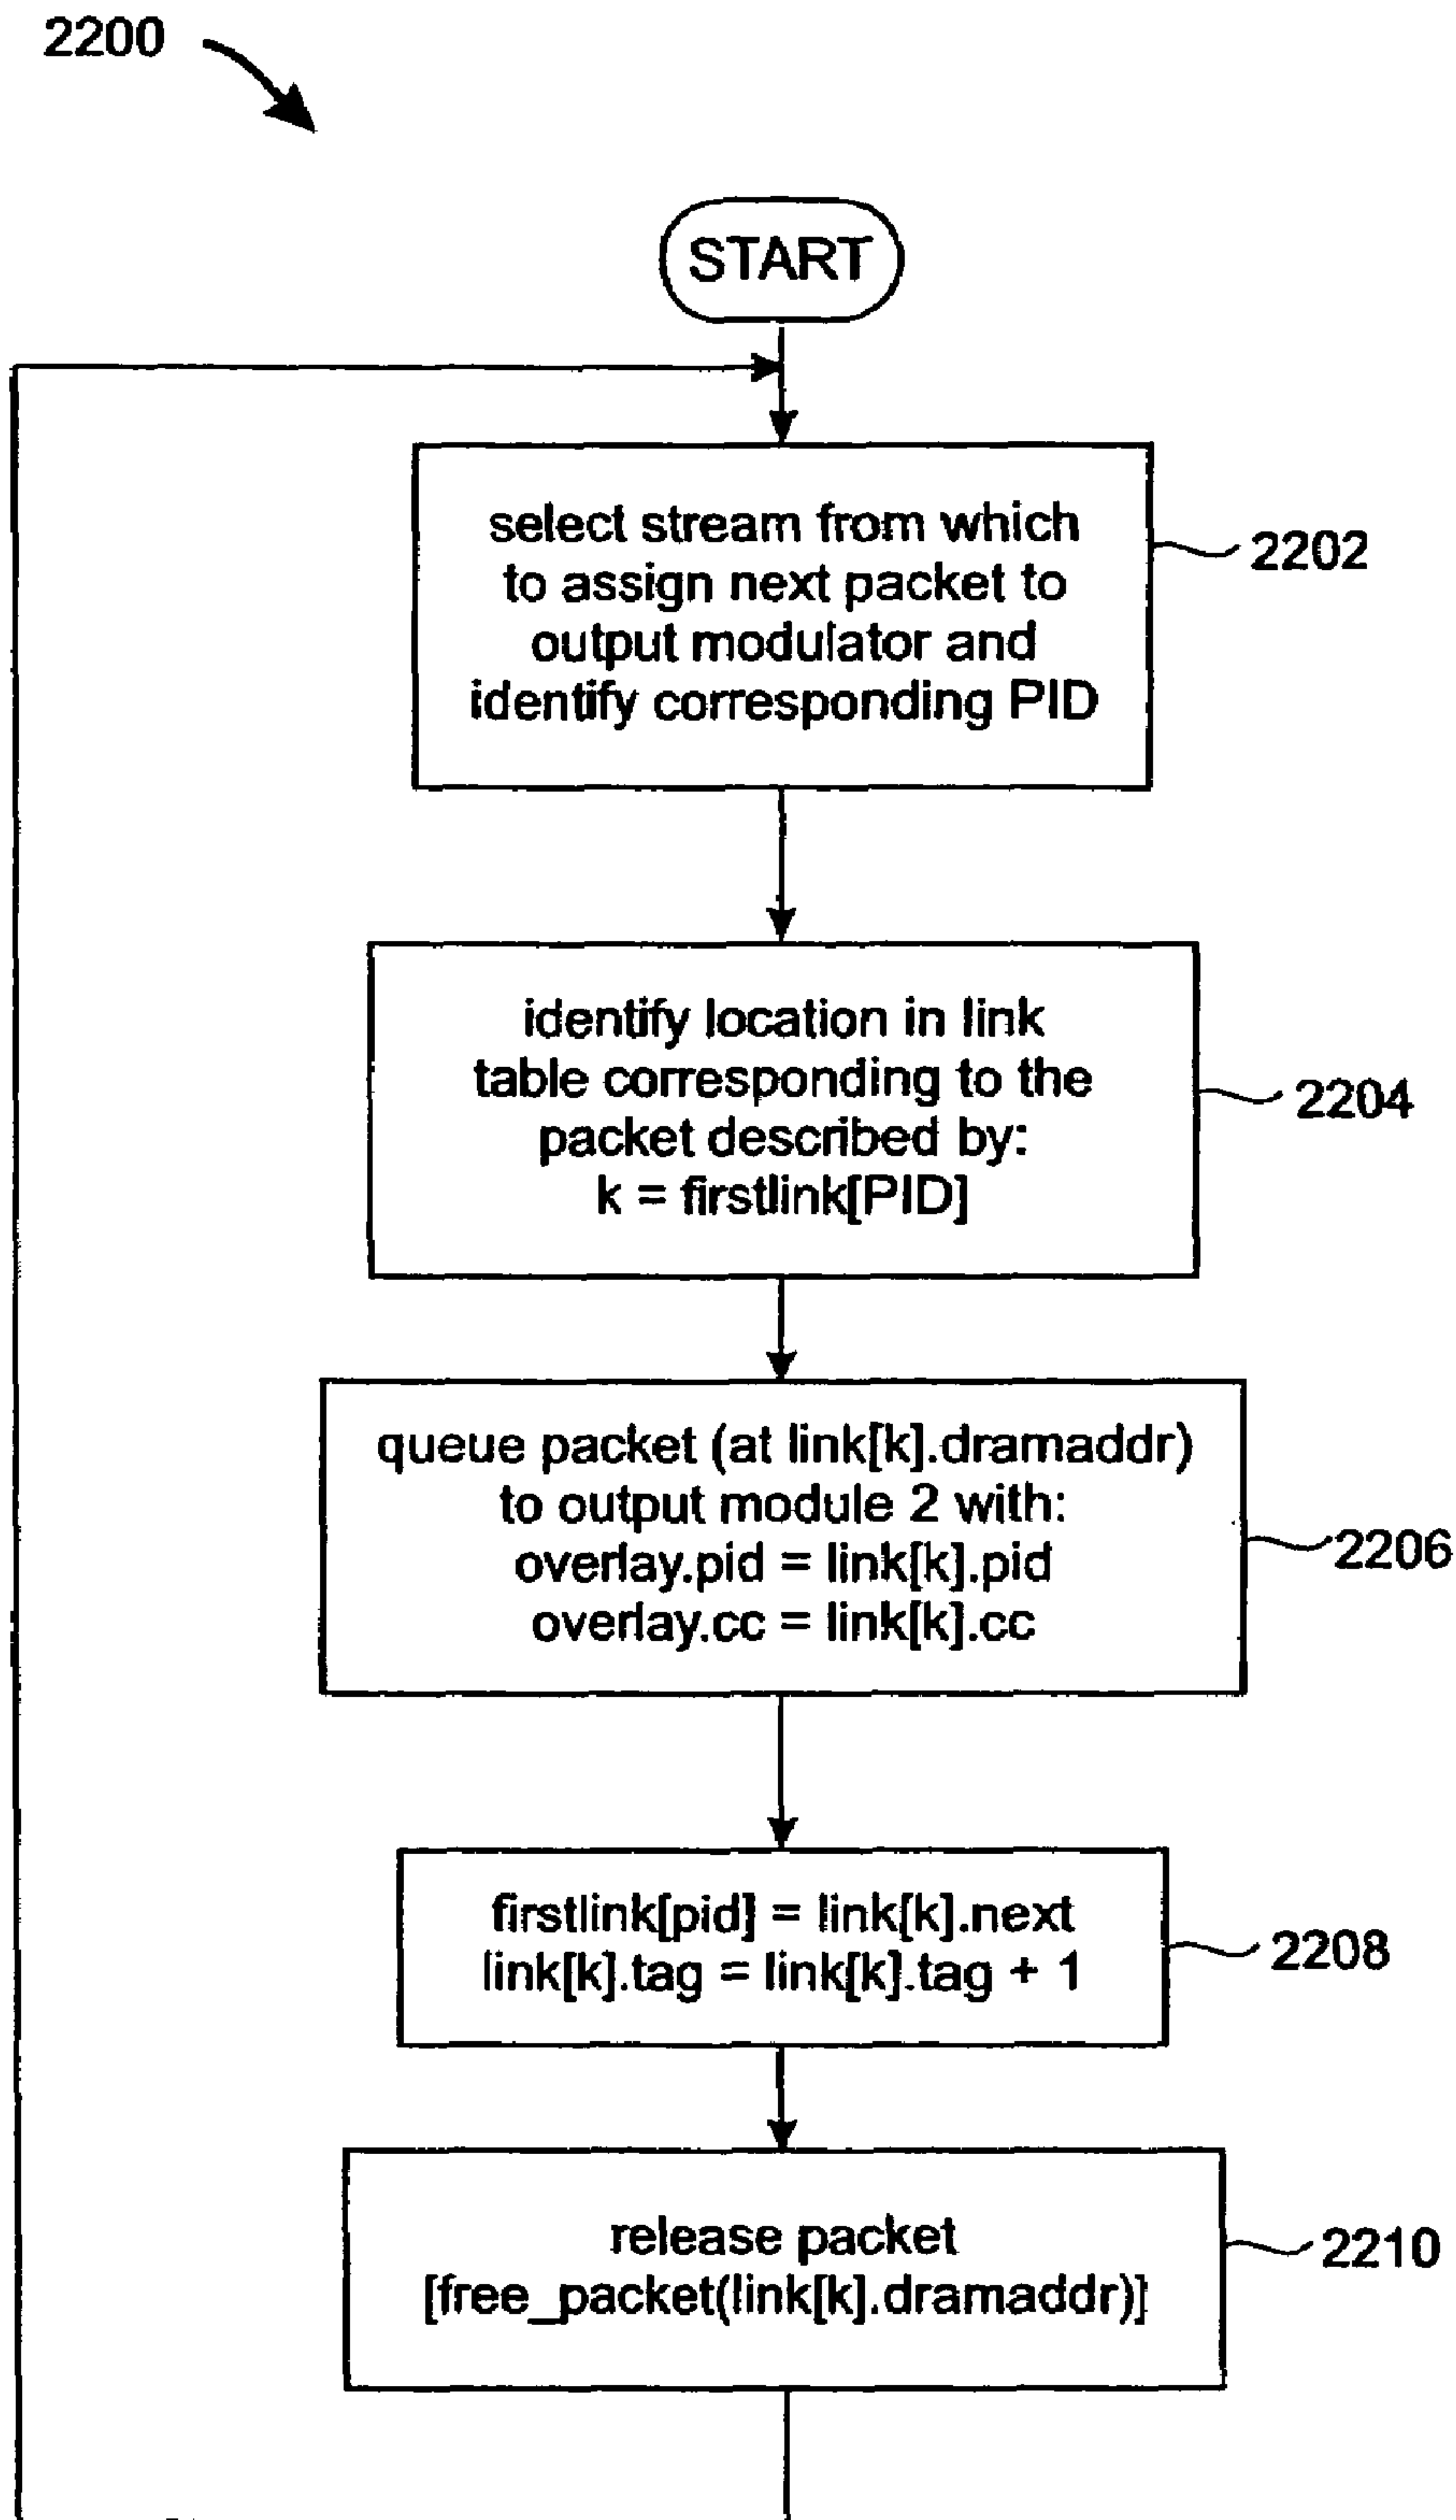 2200
START
select stream from which
to assign next packet to
output modulator and
identify corresponding PID
2202
identify location in link
table corresponding to the
packet described by:
k = firstlink[PID]
2204
queue packet (at link[k].dramaddr)
to output module 2 with:
overlay.pid = link[k].pid
overlay.cc = link[k].cc
2206
firstlink[pid] = link[k].next
link[k].tag = link[k].tag + 1
2208
release packet
[free_packet(link[k].dramaddr)]
2210